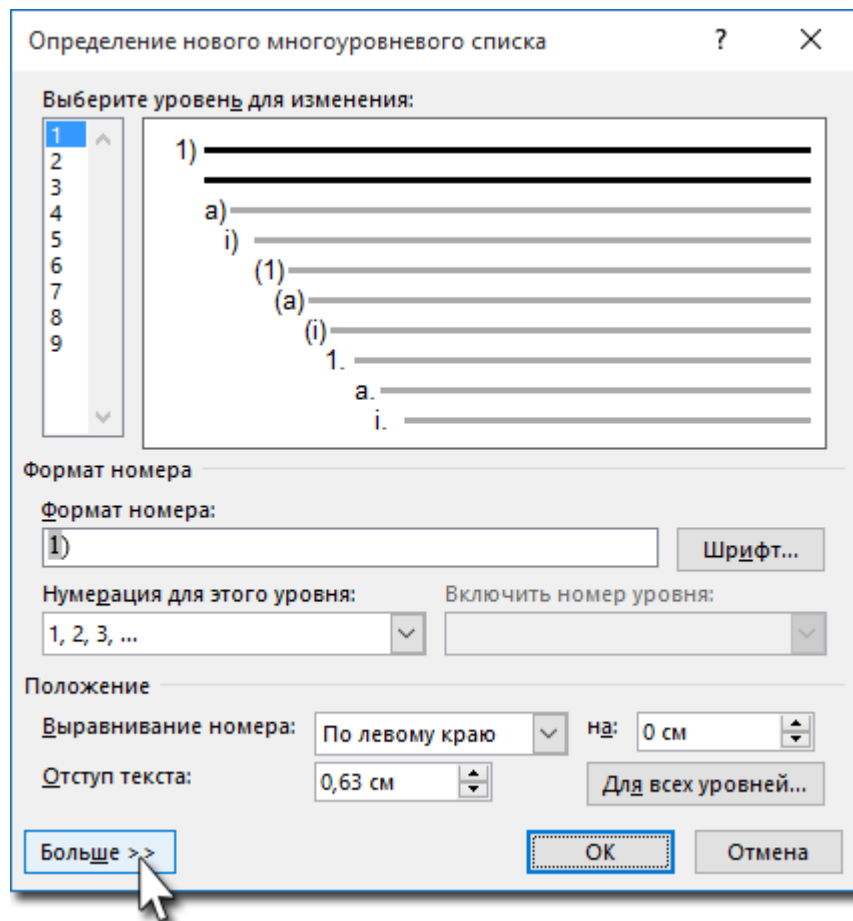 Определение нового многоуровневого списка ?
Выберите уровень для изменения:
1
2
3
4
5
6
7
8
9
1)
a)
i)
(1)
(a)
(i)
1.
a.
i.
Формат номера
Формат номера:
1)
Шрифт...
Нумерация для этого уровня: Включить номер уровня:
1, 2, 3, ...
Положение
Выравнивание номера: По левому краю на: 0 см
Отступ текста: 0,63 см Для всех уровней...
Больше >> ОК Отмена